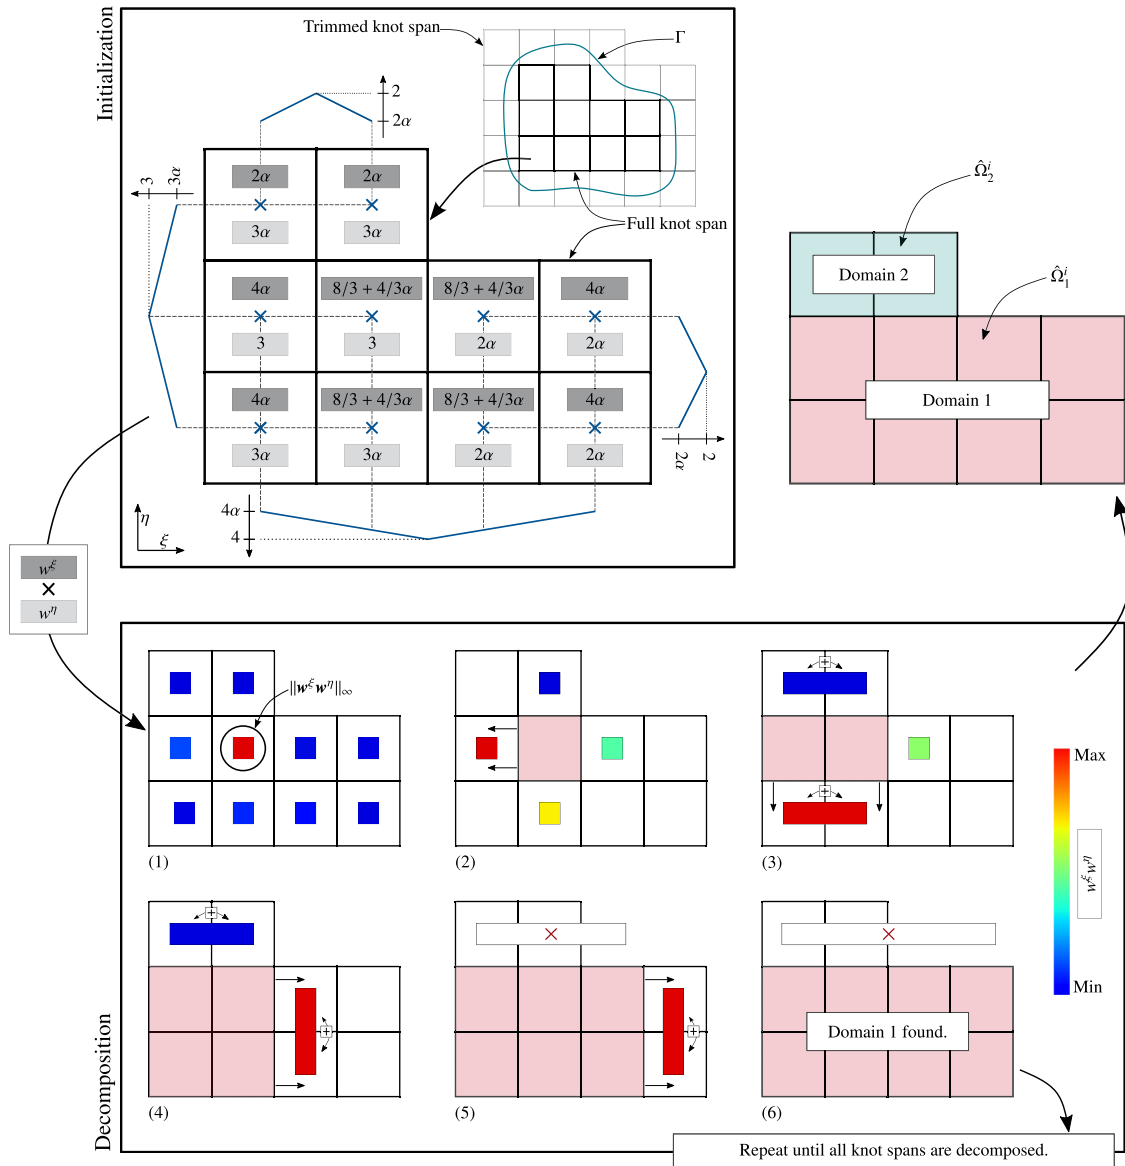 Initialization
Trimmed knot span
Γ
2
2α
3
3α
2α
2α
3α
3α
Full knot span
4α
8/3 + 4/3α
8/3 + 4/3α
4α
3
3
2α
2α
4α
8/3 + 4/3α
8/3 + 4/3α
4α
3α
3α
2α
2α
2α
2
4α
4
η
ξ
Ω̂₂ⁱ
Domain 2
Ω̂₁ⁱ
Domain 1
w^ξ
×
w^η
Decomposition
‖w^ξ w^η‖∞
(1)
(2)
+
+
(3)
Max
w^ξ w^η
Min
+
+
(4)
+
(5)
Domain 1 found.
(6)
Repeat until all knot spans are decomposed.